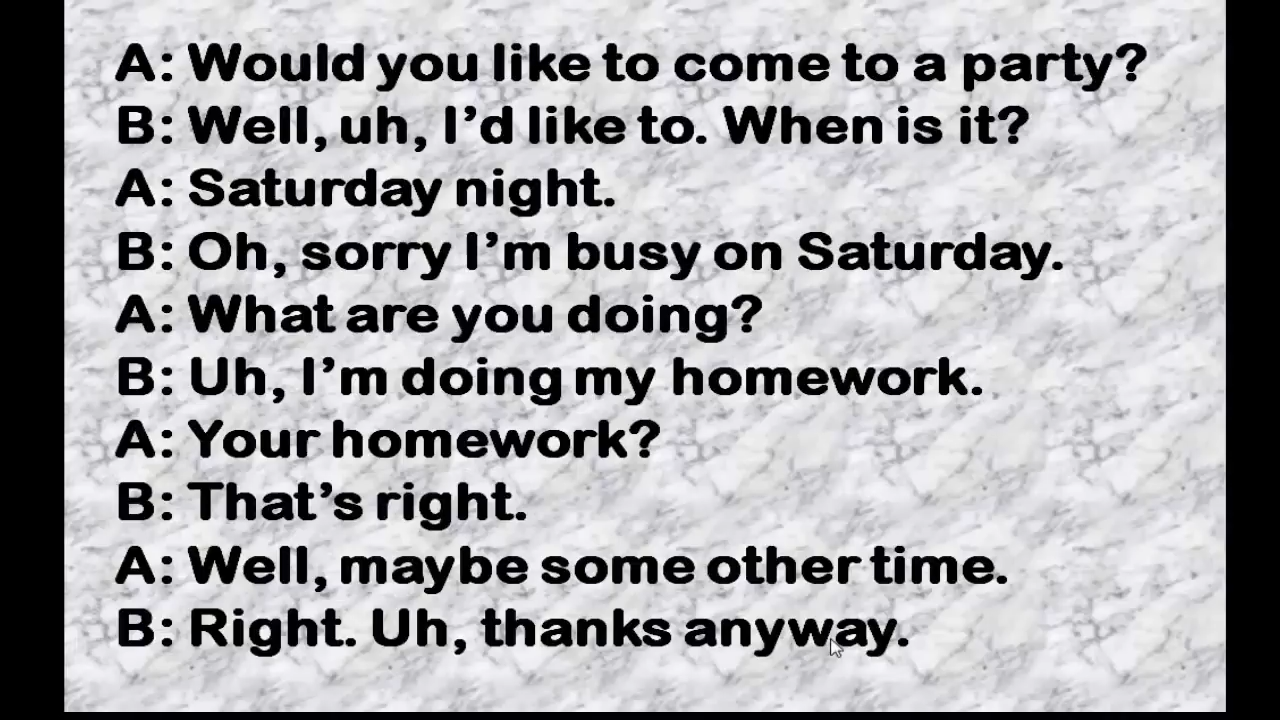 A: Would you like to come to a party?
B: Well, uh, I’d like to. When is it?
A: Saturday night.
B: Oh, sorry I’m busy on Saturday.
A: What are you doing?
B: Uh, I’m doing my homework.
A: Your homework?
B: That’s right.
A: Well, maybe some other time.
B: Right. Uh, thanks anyway.